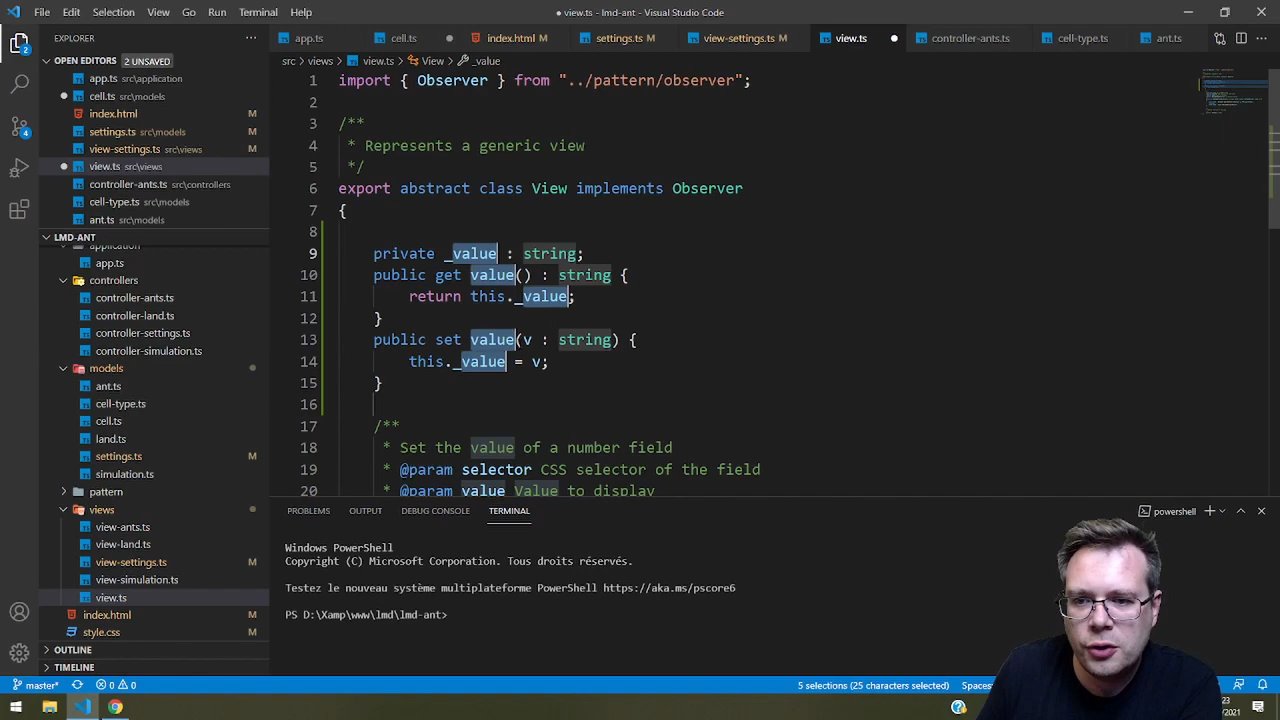 File Edit Selection View Go Run Terminal Help
● view.ts - lmd-ant - Visual Studio Code
EXPLORER
app.ts
cell.ts
index.html M
settings.ts M
view-settings.ts M
view.ts
controller-ants.ts
cell-type.ts
ant.ts
OPEN EDITORS 2 UNSAVED
app.ts src\application
cell.ts src\models
index.html M
settings.ts src\models M
view-settings.ts src\views M
view.ts src\views
controller-ants.ts src\controllers
cell-type.ts src\models
ant.ts src\models
LMD-ANT
application
app.ts
controllers
controller-ants.ts
controller-land.ts
controller-settings.ts
controller-simulation.ts
models
ant.ts
cell-type.ts
cell.ts
land.ts
settings.ts M
simulation.ts
pattern
views
view-ants.ts
view-land.ts
view-settings.ts M
view-simulation.ts
view.ts
index.html M
style.css M
OUTLINE
TIMELINE
src > views > view.ts > View > _value
1 import { Observer } from "../pattern/observer";
2
3 /**
4 * Represents a generic view
5 */
6 export abstract class View implements Observer
7 {
8
9 private _value : string;
10 public get value() : string {
11 return this._value;
12 }
13 public set value(v : string) {
14 this._value = v;
15 }
16
17 /**
18 * Set the value of a number field
19 * @param selector CSS selector of the field
20 * @param value Value to display
PROBLEMS OUTPUT DEBUG CONSOLE TERMINAL
powershell
Windows PowerShell
Copyright (C) Microsoft Corporation. Tous droits réservés.
Testez le nouveau système multiplateforme PowerShell https://aka.ms/pscore6
PS D:\Xamp\www\lmd\lmd-ant>
2
4
master* 0 0
5 selections (25 characters selected) Spaces
23
/2021